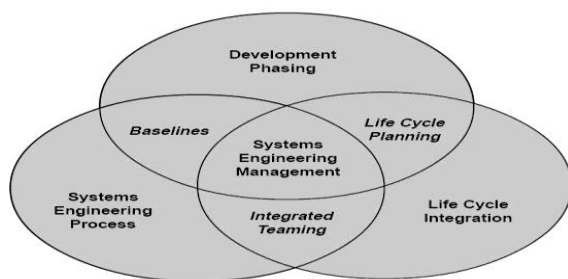 Development
Phasing
Baselines
Life Cycle
Planning
Systems
Engineering
Management
Systems
Engineering
Process
Integrated
Teaming
Life Cycle
Integration